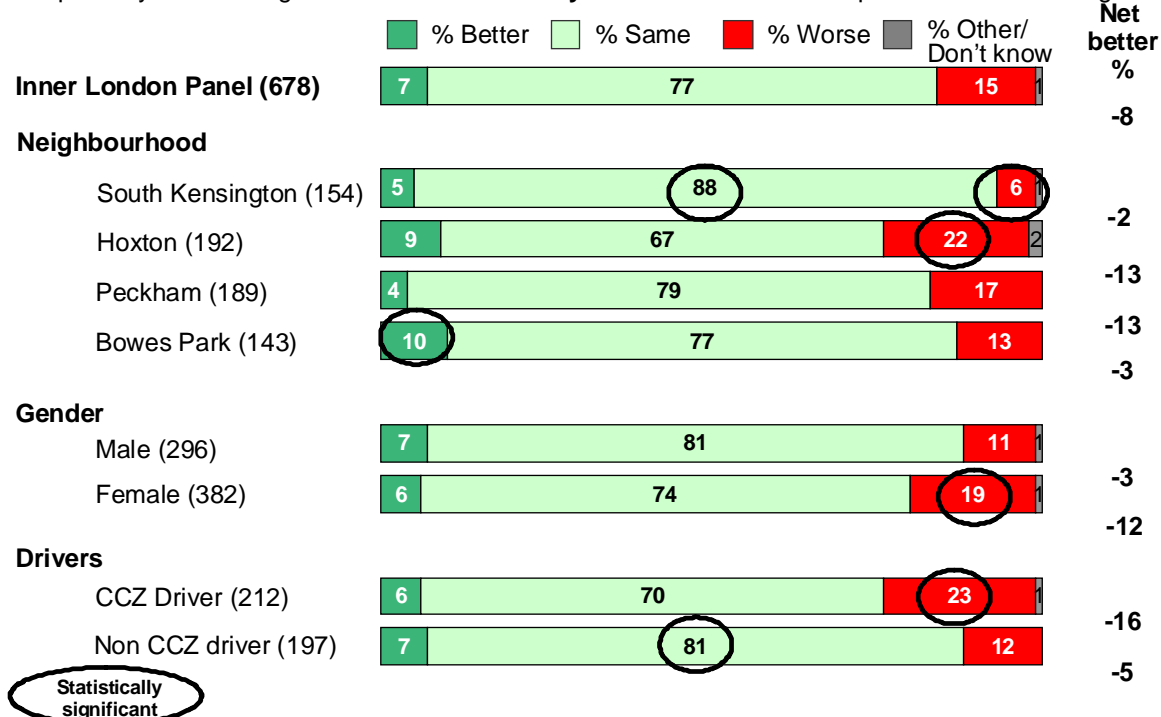 % Better % Same % Worse % Other/
Don't know
Net
better
%
Inner London Panel (678) 7 77 15 1
-8
Neighbourhood
South Kensington (154) 5 88 6 1
-2
Hoxton (192) 9 67 22 2
-13
Peckham (189) 4 79 17
-13
Bowes Park (143) 10 77 13
-3
Gender
Male (296) 7 81 11 1
-3
Female (382) 6 74 19 1
-12
Drivers
CCZ Driver (212) 6 70 23 1
-16
Non CCZ driver (197) 7 81 12
-5
Statistically
significant